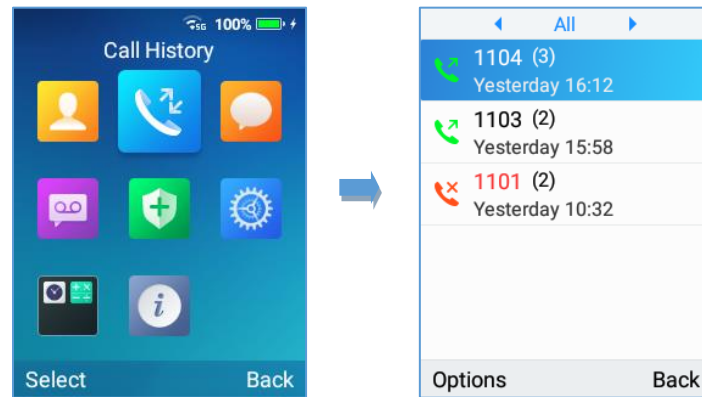 5G 100%
Call History
Select Back
All
1104 (3)
Yesterday 16:12
1103 (2)
Yesterday 15:58
1101 (2)
Yesterday 10:32
Options Back